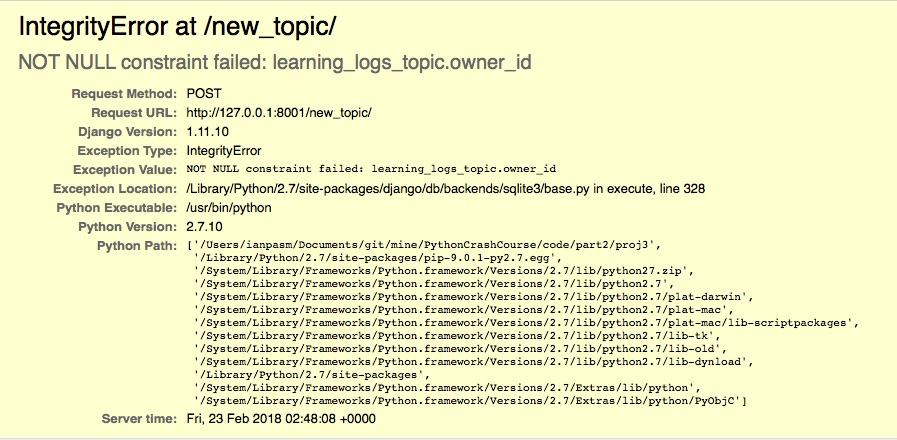 IntegrityError at /new_topic/
NOT NULL constraint failed: learning_logs_topic.owner_id
Request Method: POST
Request URL: http://127.0.0.1:8001/new_topic/
Django Version: 1.11.10
Exception Type: IntegrityError
Exception Value: NOT NULL constraint failed: learning_logs_topic.owner_id
Exception Location: /Library/Python/2.7/site-packages/django/db/backends/sqlite3/base.py in execute, line 328
Python Executable: /usr/bin/python
Python Version: 2.7.10
Python Path: ['/Users/ianpasm/Documents/git/mine/PythonCrashCourse/code/part2/proj3',
'/Library/Python/2.7/site-packages/pip-9.0.1-py2.7.egg',
'/System/Library/Frameworks/Python.framework/Versions/2.7/lib/python27.zip',
'/System/Library/Frameworks/Python.framework/Versions/2.7/lib/python2.7',
'/System/Library/Frameworks/Python.framework/Versions/2.7/lib/python2.7/plat-darwin',
'/System/Library/Frameworks/Python.framework/Versions/2.7/lib/python2.7/plat-mac',
'/System/Library/Frameworks/Python.framework/Versions/2.7/lib/python2.7/plat-mac/lib-scriptpackages',
'/System/Library/Frameworks/Python.framework/Versions/2.7/lib/python2.7/lib-tk',
'/System/Library/Frameworks/Python.framework/Versions/2.7/lib/python2.7/lib-old',
'/System/Library/Frameworks/Python.framework/Versions/2.7/lib/python2.7/lib-dynload',
'/Library/Python/2.7/site-packages',
'/System/Library/Frameworks/Python.framework/Versions/2.7/Extras/lib/python',
'/System/Library/Frameworks/Python.framework/Versions/2.7/Extras/lib/python/PyObjC']
Server time: Fri, 23 Feb 2018 02:48:08 +0000